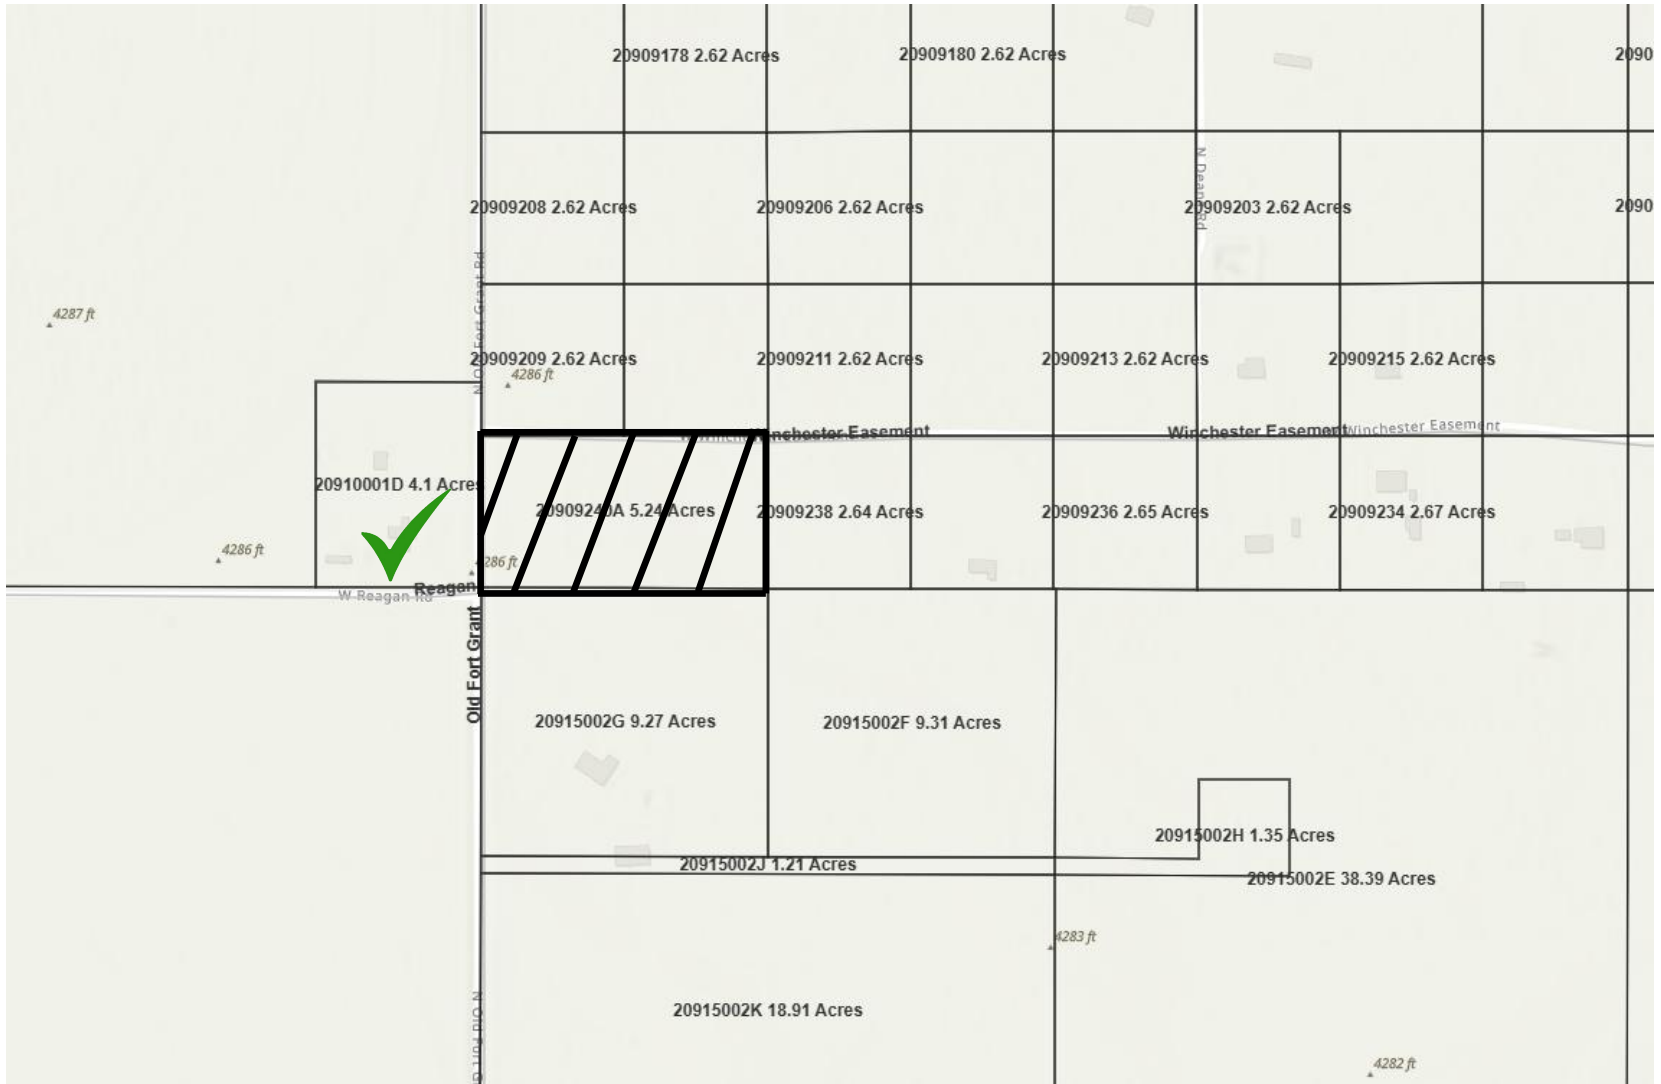 20909178 2.62 Acres
20909180 2.62 Acres
2090
N Dean Rd
20909208 2.62 Acres
20909206 2.62 Acres
20909203 2.62 Acres
2090
N Old Fort Grant Rd
4287 ft
20909209 2.62 Acres
4286 ft
20909211 2.62 Acres
20909213 2.62 Acres
20909215 2.62 Acres
Winchester Easement
Winchester Easement
Winchester Easement
20910001D 4.1 Acres
20909240A 5.24 Acres
20909238 2.64 Acres
20909236 2.65 Acres
20909234 2.67 Acres
4286 ft
4286 ft
Reagan
W Reagan Rd
Old Fort Grant
20915002G 9.27 Acres
20915002F 9.31 Acres
20915002H 1.35 Acres
20915002J 1.21 Acres
20915002E 38.39 Acres
4283 ft
N Old Fort G
20915002K 18.91 Acres
4282 ft